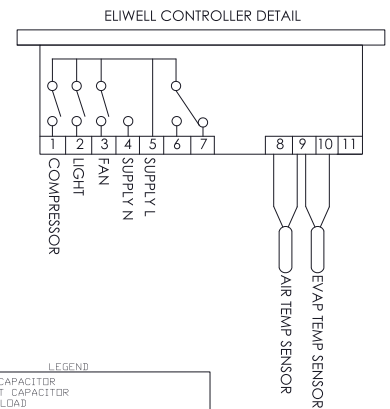 ELIWELL CONTROLLER DETAIL
1 2 3 4 5 6 7 8 9 10 11
COMPRESSOR
LIGHT
FAN
SUPPLY N
SUPPLY L
AIR TEMP SENSOR
EVAP TEMP SENSOR
LEGEND
CAPACITOR
T CAPACITOR
LOAD